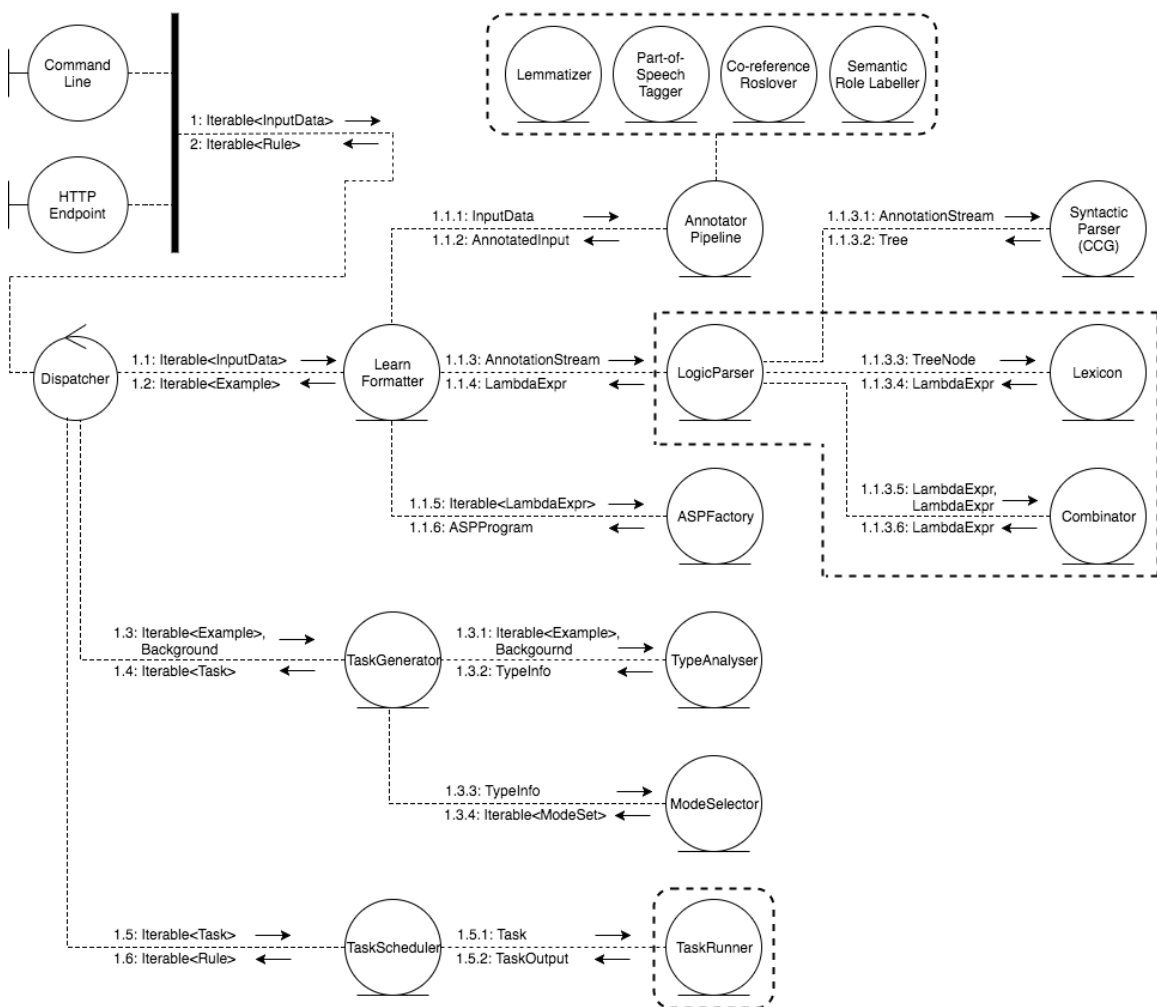 Command
Line
HTTP
Endpoint
1: Iterable<InputData>
2: Iterable<Rule>
Lemmatizer
Part-of-
Speech
Tagger
Co-reference
Roslover
Semantic
Role Labeller
1.1.1: InputData
1.1.2: AnnotatedInput
Annotator
Pipeline
1.1.3.1: AnnotationStream
1.1.3.2: Tree
Syntactic
Parser
(CCG)
Dispatcher
1.1: Iterable<InputData>
1.2: Iterable<Example>
Learn
Formatter
1.1.3: AnnotationStream
1.1.4: LambdaExpr
LogicParser
1.1.3.3: TreeNode
1.1.3.4: LambdaExpr
Lexicon
1.1.5: Iterable<LambdaExpr>
1.1.6: ASPProgram
ASPFactory
1.1.3.5: LambdaExpr,
LambdaExpr
1.1.3.6: LambdaExpr
Combinator
1.3: Iterable<Example>,
Background
1.4: Iterable<Task>
TaskGenerator
1.3.1: Iterable<Example>,
Backgournd
1.3.2: TypeInfo
TypeAnalyser
1.3.3: TypeInfo
1.3.4: Iterable<ModeSet>
ModeSelector
1.5: Iterable<Task>
1.6: Iterable<Rule>
TaskScheduler
1.5.1: Task
1.5.2: TaskOutput
TaskRunner